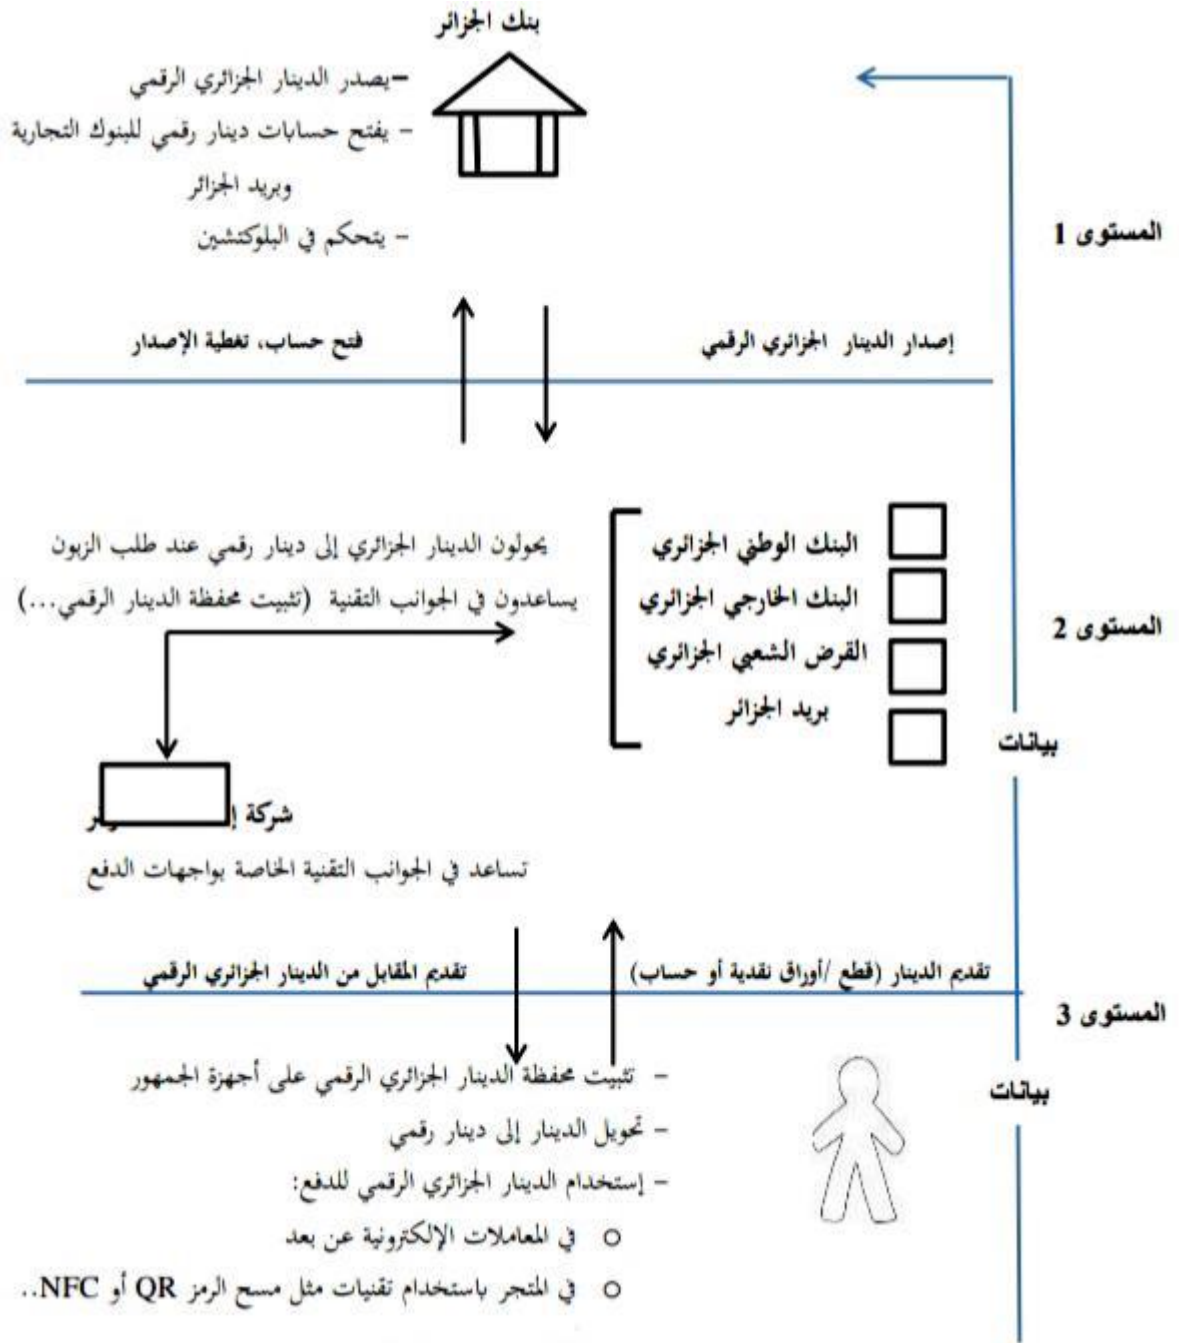 بنك الجزائر
–يصدر الدينار الجزائري الرقمي
– يفتح حسابات دينار رقمي للبنوك التجارية
وبريد الجزائر
– يتحكم في البلوكتشين
المستوى 1
إصدار الدينار الجزائري الرقمي
فتح حساب، تغطية الإصدار
البنك الوطني الجزائري
البنك الخارجي الجزائري
القرض الشعبي الجزائري
بريد الجزائر
يحولون الدينار الجزائري إلى دينار رقمي عند طلب الزبون
يساعدون في الجوانب التقنية (تثبيت محفظة الدينار الرقمي...)
المستوى 2
بيانات
شركة
تساعد في الجوانب التقنية الخاصة بواجهات الدفع
تقديم الدينار (قطع /أوراق نقدية أو حساب)
تقديم المقابل من الدينار الجزائري الرقمي
المستوى 3
بيانات
– تثبيت محفظة الدينار الجزائري الرقمي على أجهزة الجمهور
– تحويل الدينار إلى دينار رقمي
– إستخدام الدينار الجزائري الرقمي للدفع:
o في المعاملات الإلكترونية عن بعد
o في المتجر باستخدام تقنيات مثل مسح الرمز QR أو NFC..